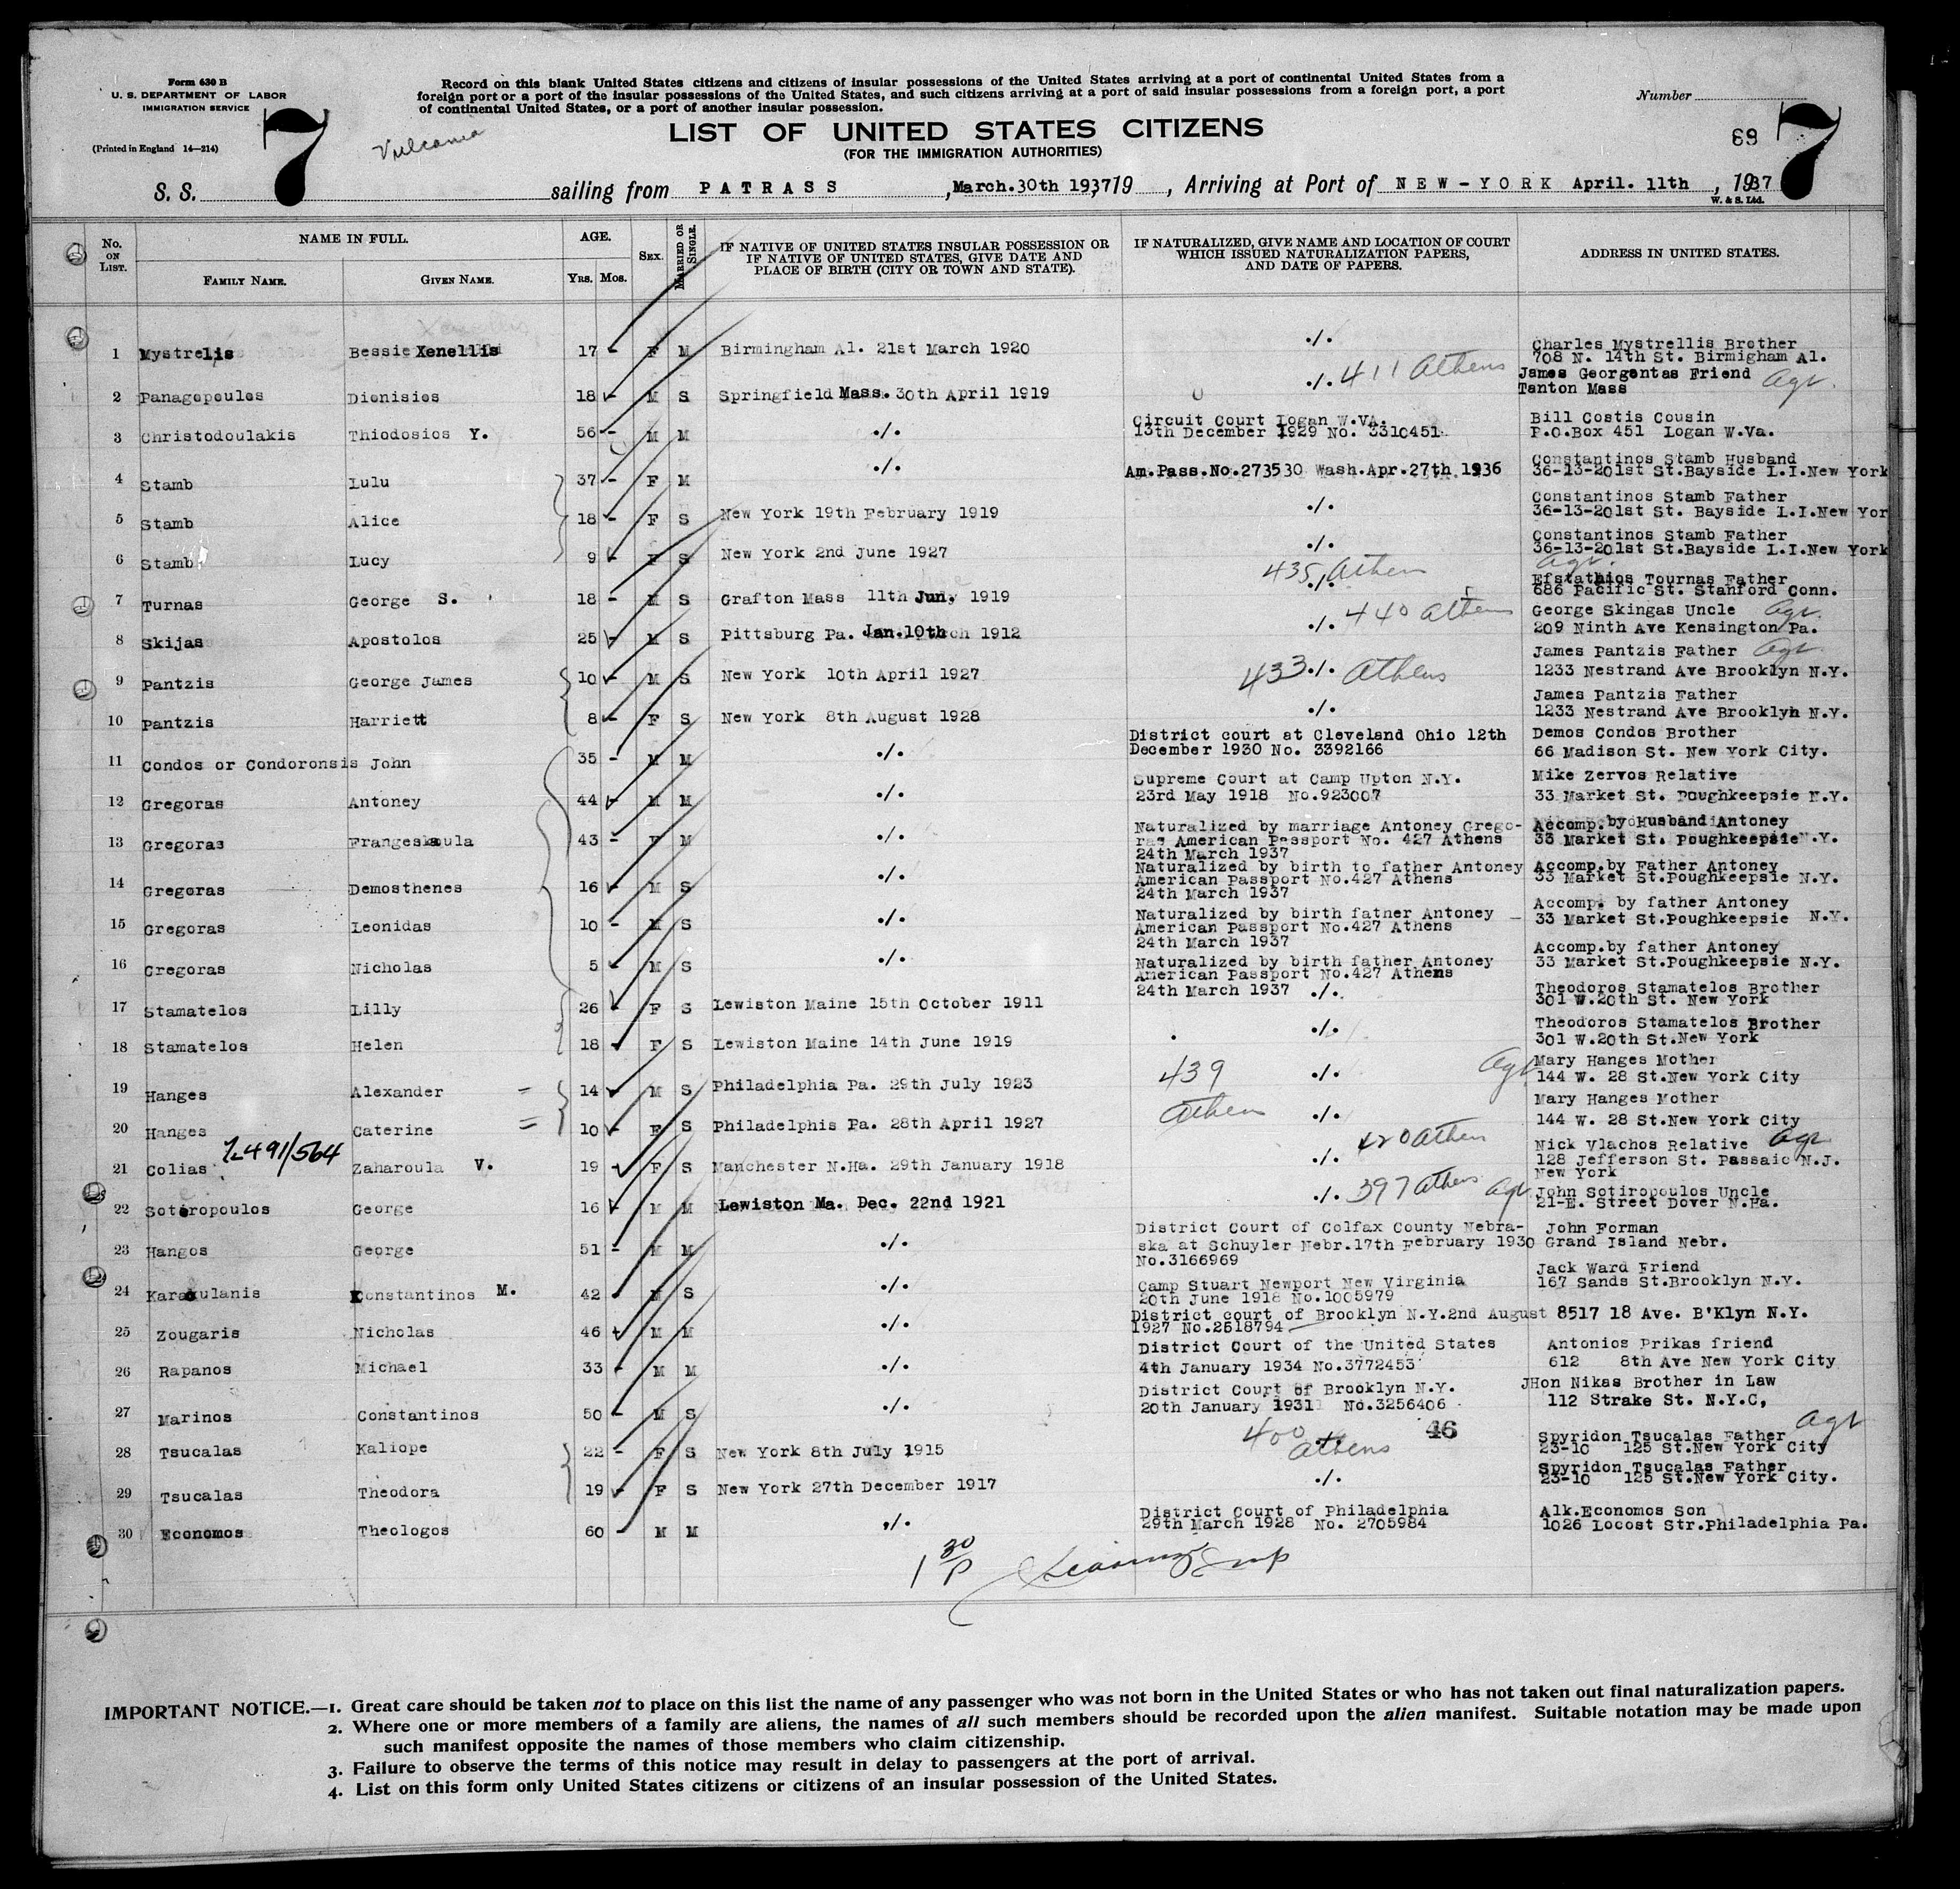 Form 630 B
U. S. DEPARTMENT OF LABOR
IMMIGRATION SERVICE
(Printed in England 14—214)
7
Vulcania
Record on this blank United States citizens and citizens of insular possessions of the United States arriving at a port of continental United States from a
foreign port or a port of the insular possessions of the United States, and such citizens arriving at a port of said insular possessions from a foreign port, a port
of continental United States, or a port of another insular possession.
LIST OF UNITED STATES CITIZENS
(FOR THE IMMIGRATION AUTHORITIES)
Number
69
7
S. S. sailing from PATRASS, March.30th 1937, 19 , Arriving at Port of NEW-YORK April. 11th, 1937
W. & S. Ltd.
No. ON LIST. NAME IN FULL. FAMILY NAME. GIVEN NAME. AGE. YRS. MOS. SEX. MARRIED OR SINGLE. IF NATIVE OF UNITED STATES INSULAR POSSESSION OR IF NATIVE OF UNITED STATES, GIVE DATE AND PLACE OF BIRTH (CITY OR TOWN AND STATE). IF NATURALIZED, GIVE NAME AND LOCATION OF COURT WHICH ISSUED NATURALIZATION PAPERS, AND DATE OF PAPERS. ADDRESS IN UNITED STATES.
1 Mystrelis Bessie Xenellis 17 - F M Birmingham Al. 21st March 1920 ./. Charles Mystrellis Brother
708 N. 14th St. Birmigham Al.
2 Panagopoulos Dionisios 18 M S Springfield Mass. 30th April 1919 ./. 411 Athens James Georgentas Friend Agr.
Tanton Mass
3 Christodoulakis Thiodosios Y. 56 - M M ./. Circuit Court Logan W.VA. Bill Costis Cousin
13th December 1929 No. 3310451 P.O.Box 451 Logan W.Va.
4 Stamb Lulu 37 - F M ./. Am.Pass.No.273530 Wash.Apr.27th 1936 Constantinos Stamb Husband
36-13-201st St.Bayside L.I.New York
5 Stamb Alice 18 - F S New York 19th February 1919 ./. Constantinos Stamb Father
36-13-201st St. Bayside L.I.New Yor
6 Stamb Lucy 9 - F S New York 2nd June 1927 ./. Constantinos Stamb Father
36-13-201st St.Bayside L.I.New York
7 Turnas George S. 18 - M S Grafton Mass 11th Jun. 1919 435 Athens ./. Agr. Efstathios Tournas Father
686 Pacific St. Stanford Conn.
8 Skijas Apostolos 25 - M S Pittsburg Pa. Jan.10th 1912 ./. 440 Athens George Skingas Uncle Agr.
209 Ninth Ave Kensington Pa.
9 Pantzis George James 10 - M S New York 10th April 1927 433 ./. Athens James Pantzis Father Agr
1233 Nestrand Ave Brooklyn N.Y.
10 Pantzis Harriett 8 - F S New York 8th August 1928 ./. James Pantzis Father
1233 Nestrand Ave Brooklyn N.Y.
11 Condos or Condoronsis John 35 - M M ./. District court at Cleveland Ohio 12th Demos Condos Brother
December 1930 No. 3392166 66 Madison St. New York City.
12 Gregoras Antoney 44 - M M ./. Supreme Court at Camp Upton N.Y. Mike Zervos Relative
23rd May 1918 No.923007 33 Market St. Poughkeepsie N.Y.
13 Gregoras Frangeskoula 43 - F M ./. Naturalized by marriage Antoney Grego- Accomp. by Husband Antoney
ras American Passport No. 427 Athens 33 Market St. Poughkeepsie N.Y.
24th March 1937
14 Gregoras Demosthenes 16 - M S ./. Naturalized by birth to father Antoney Accomp.by Father Antoney
American Passport No.427 Athens 33 Market St.Poughkeepsie N.Y.
24th March 1937
15 Gregoras Leonidas 10 - M S ./. Naturalized by birth father Antoney Accomp. by father Antoney
American Passport No.427 Athens 33 Market St.Poughkeepsie N.Y.
24th March 1937
16 Gregoras Nicholas 5 - M S ./. Naturalized by birth father Antoney Accomp.by father Antoney
American Passport No.427 Athens 33 Market St.Poughkeepsie N.Y.
24th March 1937
17 Stamatelos Lilly 26 F S Lewiston Maine 15th October 1911 ./. Theodoros Stamatelos Brother
301 W.20th St. New York
18 Stamatelos Helen 18 F S Lewiston Maine 14th June 1919 ./. Theodoros Stamatelos Brother
301 W.20th St.New York
19 Hanges Alexander = 14 M S Philadelphia Pa. 29th July 1923 439 ./. Agr Mary Hanges Mother
144 W. 28 St.New York City
20 Hanges Caterine = 10 F S Philadelphis Pa. 28th April 1927 Athens ./. Mary Hanges Mother
144 W. 28 St.New York City
21 Colias 7-491/564 Zaharoula V. 19 - F S Manchester N.Ha. 29th January 1918 ./. 420 Athens Nick Vlachos Relative Agr
128 Jefferson St. Passaic N.J.
New York
22 Sotiropoulos George 16 - M M Lewiston Ma. Dec. 22nd 1921 ./. 397 Athens Agr John Sotiropoulos Uncle
21-E. Street Dover N.Ha.
23 Hangos George 51 - M M ./. District Court of Colfax County Nebra- John Forman
ska at Schuyler Nebr.17th February 1930 Grand Island Nebr.
No.3166969
24 Karakulanis Konstantinos M. 42 M S ./. Camp Stuart Newport New Virginia Jack Ward Friend
20th June 1918 No.1005979 167 Sands St.Brooklyn N.Y.
25 Zougaris Nicholas 46 M M ./. District court of Brooklyn N.Y.2nd August 8517 18 Ave. B'Klyn N.Y.
1927 No.2518794
26 Rapanos Michael 33 - M M ./. District Court of the United States Antonios Prikas friend
4th January 1934 No.3772453 612 8th Ave New York City
27 Marinos Constantinos 50 - M S ./. District Court of Brooklyn N.Y. JHon Nikas Brother in Law
20th January 1931 No.3256406 112 Strake St. N.Y.C,
28 Tsucalas Kaliope 22 - F S New York 8th July 1915 400 Athens 46 Spyridon Tsucalas Father Agr
23-10 125 St.New York City
29 Tsucalas Theodora 19 - F S New York 27th December 1917 ./. Spyridon Tsucalas Father
23-10 125 St.New York City.
30 Economos Theologos 60 - M M ./. District Court of Philadelphia Alk.Economos Son
29th March 1928 No. 2705984 1026 Locost Str.Philadelphia Pa.
1 30 P
IMPORTANT NOTICE.—1. Great care should be taken not to place on this list the name of any passenger who was not born in the United States or who has not taken out final naturalization papers.
2. Where one or more members of a family are aliens, the names of all such members should be recorded upon the alien manifest. Suitable notation may be made upon
such manifest opposite the names of those members who claim citizenship.
3. Failure to observe the terms of this notice may result in delay to passengers at the port of arrival.
4. List on this form only United States citizens or citizens of an insular possession of the United States.